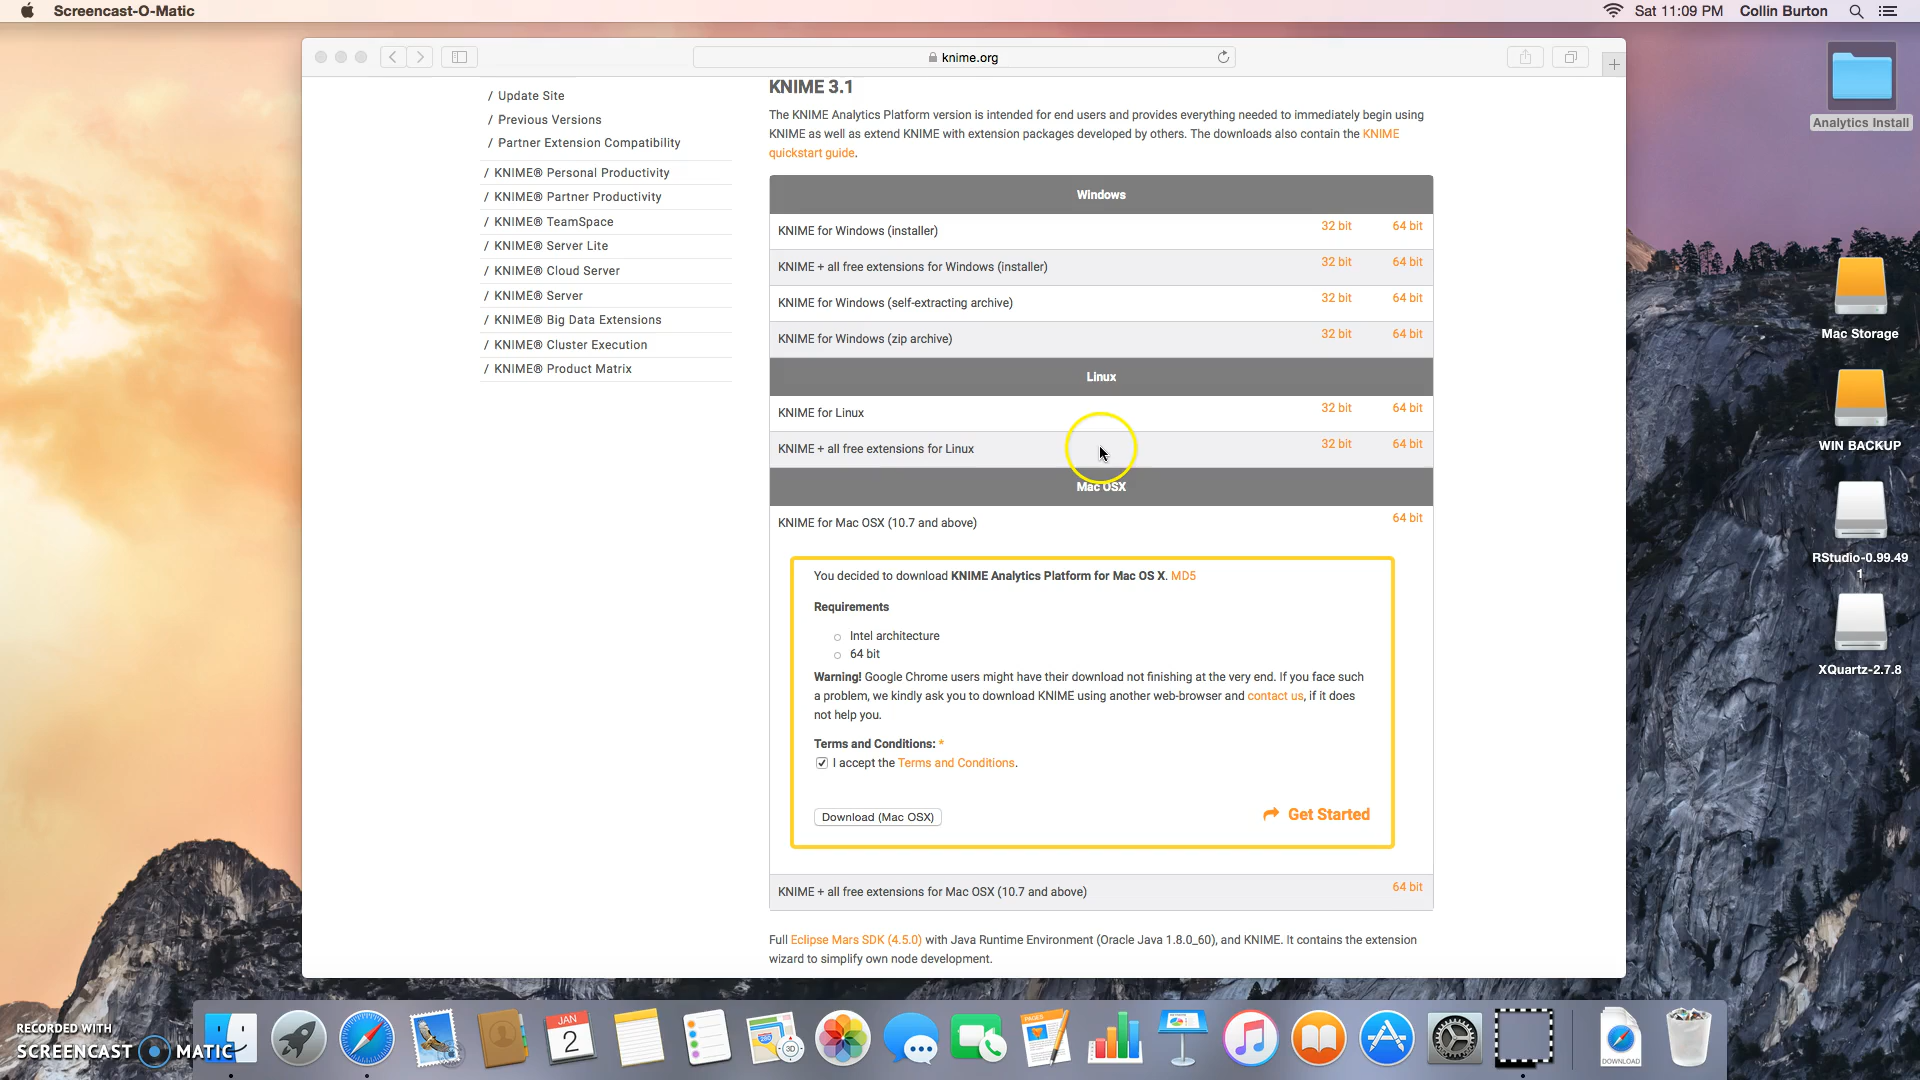 Screencast-O-Matic
Sat 11:09 PM Collin Burton
knime.org
Analytics Install
Mac Storage
WIN BACKUP
RStudio-0.99.49
1
XQuartz-2.7.8
/ Update Site
/ Previous Versions
/ Partner Extension Compatibility
/ KNIME® Personal Productivity
/ KNIME® Partner Productivity
/ KNIME® TeamSpace
/ KNIME® Server Lite
/ KNIME® Cloud Server
/ KNIME® Server
/ KNIME® Big Data Extensions
/ KNIME® Cluster Execution
/ KNIME® Product Matrix
KNIME 3.1
The KNIME Analytics Platform version is intended for end users and provides everything needed to immediately begin using
KNIME as well as extend KNIME with extension packages developed by others. The downloads also contain the KNIME
quickstart guide.
Windows
KNIME for Windows (installer) 32 bit 64 bit
KNIME + all free extensions for Windows (installer) 32 bit 64 bit
KNIME for Windows (self-extracting archive) 32 bit 64 bit
KNIME for Windows (zip archive) 32 bit 64 bit
Linux
KNIME for Linux 32 bit 64 bit
KNIME + all free extensions for Linux 32 bit 64 bit
Mac OSX
KNIME for Mac OSX (10.7 and above) 64 bit
You decided to download KNIME Analytics Platform for Mac OS X. MD5
Requirements
Intel architecture
64 bit
Warning! Google Chrome users might have their download not finishing at the very end. If you face such
a problem, we kindly ask you to download KNIME using another web-browser and contact us, if it does
not help you.
Terms and Conditions: *
I accept the Terms and Conditions.
Download (Mac OSX) Get Started
KNIME + all free extensions for Mac OSX (10.7 and above) 64 bit
Full Eclipse Mars SDK (4.5.0) with Java Runtime Environment (Oracle Java 1.8.0_60), and KNIME. It contains the extension
wizard to simplify own node development.
RECORDED WITH
SCREENCAST MATIC
JAN
2
280
3D
PAGES
DOWNLOAD